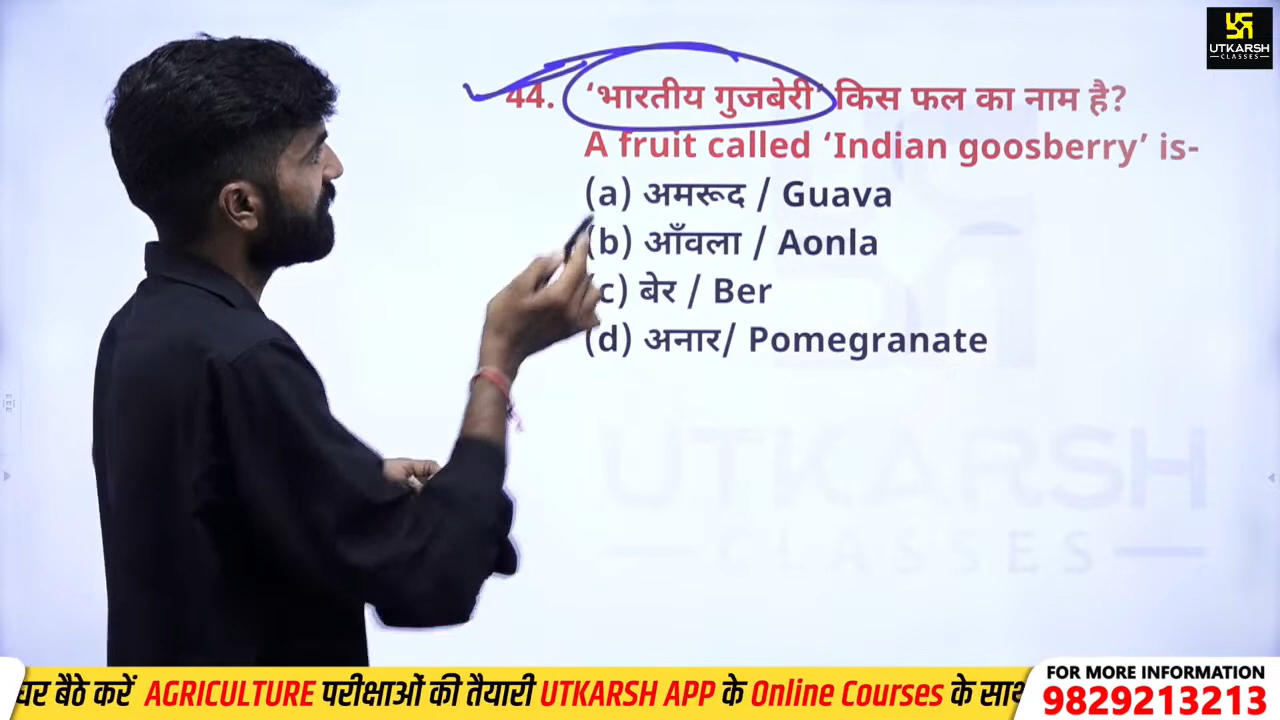 UTKARSH
CLASSES
44. 'भारतीय गुजबेरी' किस फल का नाम है?
A fruit called 'Indian goosberry' is-
(a) अमरूद / Guava
(b) आँवला / Aonla
(c) बेर / Ber
(d) अनार/ Pomegranate
UTKARSH
CLASSES
घर बैठे करें AGRICULTURE परीक्षाओं की तैयारी UTKARSH APP के Online Courses के साथ
FOR MORE INFORMATION
9829213213